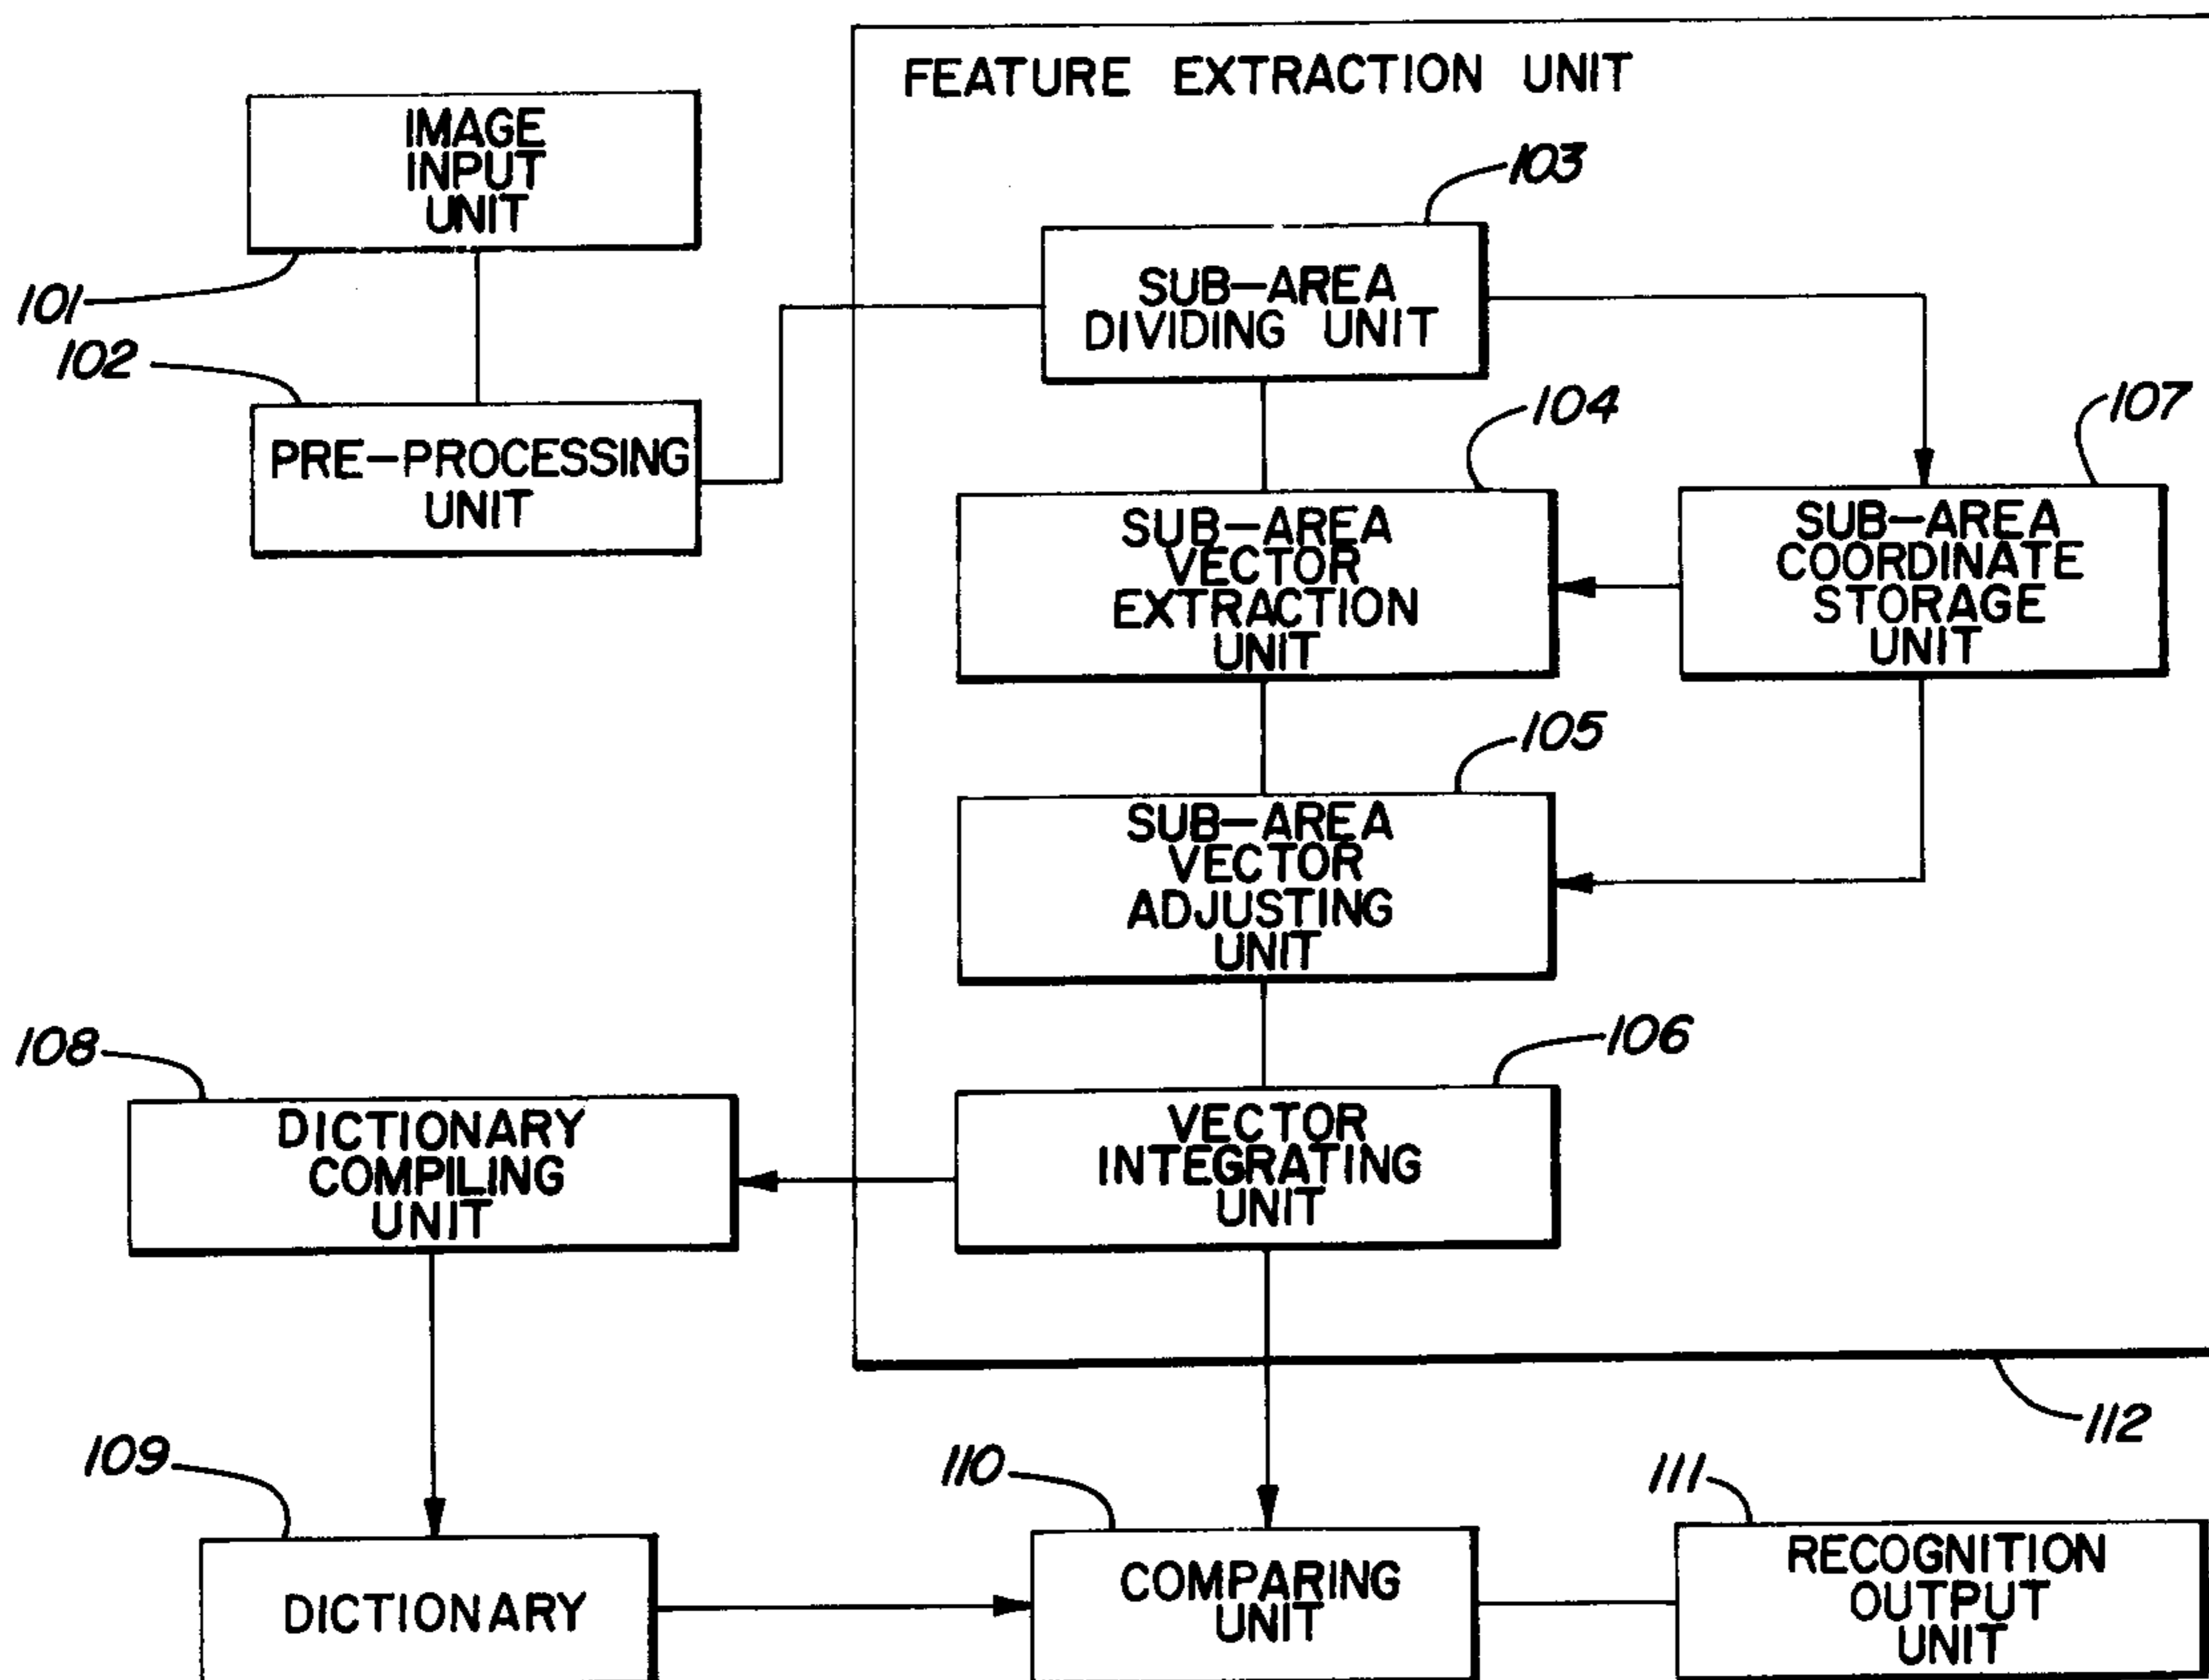 FEATURE EXTRACTION UNIT
IMAGE
INPUT
UNIT
101
102
PRE-PROCESSING
UNIT
103
SUB-AREA
DIVIDING UNIT
104
SUB-AREA
VECTOR
EXTRACTION
UNIT
107
SUB-AREA
COORDINATE
STORAGE
UNIT
105
SUB-AREA
VECTOR
ADJUSTING
UNIT
108
DICTIONARY
COMPILING
UNIT
106
VECTOR
INTEGRATING
UNIT
112
109
DICTIONARY
110
COMPARING
UNIT
111
RECOGNITION
OUTPUT
UNIT